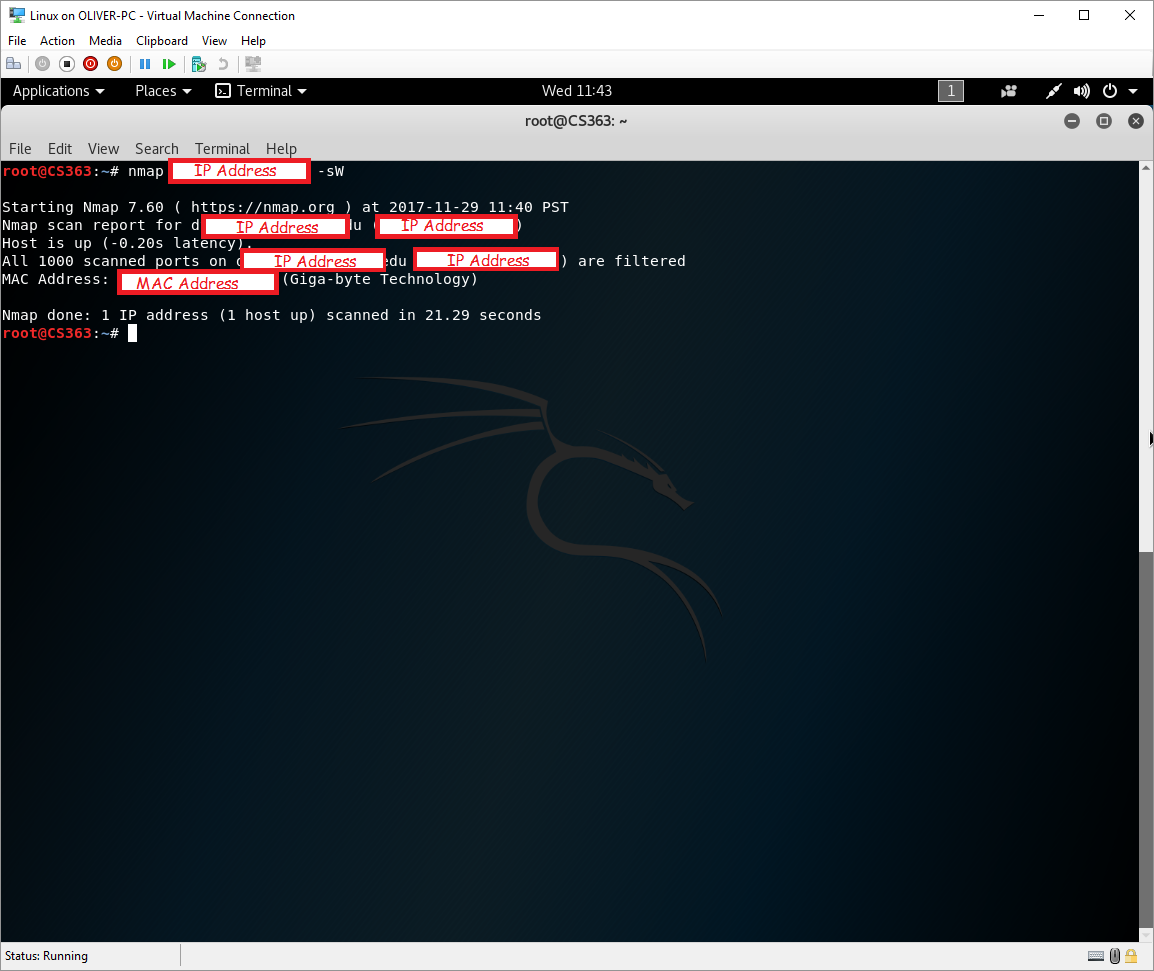 Linux on OLIVER-PC - Virtual Machine Connection
File Action Media Clipboard View Help
Applications Places Terminal Wed 11:43 1
root@CS363: ~
File Edit View Search Terminal Help
root@CS363:~# nmap IP Address -sW
Starting Nmap 7.60 ( https://nmap.org ) at 2017-11-29 11:40 PST
Nmap scan report for d IP Address du ( IP Address )
Host is up (-0.20s latency).
All 1000 scanned ports on d IP Address edu IP Address ) are filtered
MAC Address: MAC Address (Giga-byte Technology)
Nmap done: 1 IP address (1 host up) scanned in 21.29 seconds
root@CS363:~#
Status: Running